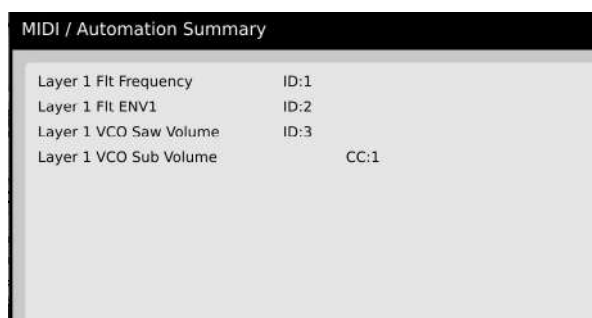 MIDI / Automation Summary
Layer 1 Flt Frequency ID:1
Layer 1 Flt ENV1 ID:2
Layer 1 VCO Saw Volume ID:3
Layer 1 VCO Sub Volume CC:1